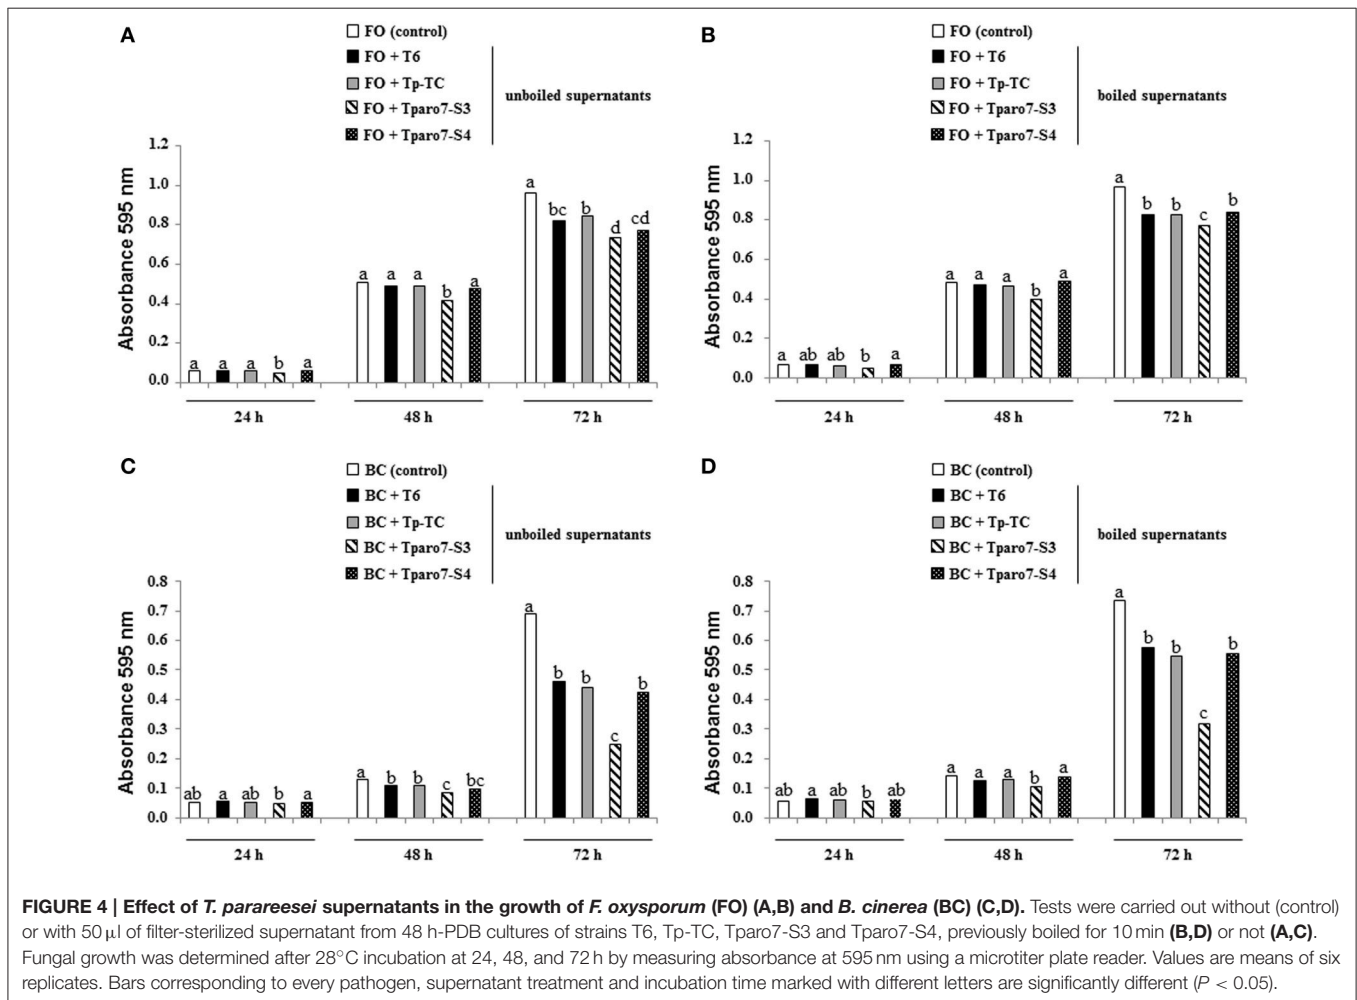 A
FO (control)
FO + T6
FO + Tp-TC
FO + Tparo7-S3
FO + Tparo7-S4
unboiled supernatants
Absorbance 595 nm
1.2
1.0
0.8
0.6
0.4
0.2
0.0
a a a b a
a a a b a
a bc b d cd
24 h 48 h 72 h
B
FO (control)
FO + T6
FO + Tp-TC
FO + Tparo7-S3
FO + Tparo7-S4
boiled supernatants
Absorbance 595 nm
1.2
1.0
0.8
0.6
0.4
0.2
0.0
a ab ab b a
a a a b a
a b b c b
24 h 48 h 72 h
C
BC (control)
BC + T6
BC + Tp-TC
BC + Tparo7-S3
BC + Tparo7-S4
unboiled supernatants
Absorbance 595 nm
0.8
0.7
0.6
0.5
0.4
0.3
0.2
0.1
0.0
ab a ab b a
a b b c bc
a b b c b
24 h 48 h 72 h
D
BC (control)
BC + T6
BC + Tp-TC
BC + Tparo7-S3
BC + Tparo7-S4
boiled supernatants
Absorbance 595 nm
0.8
0.7
0.6
0.5
0.4
0.3
0.2
0.1
0.0
ab a ab b ab
a a a b a
a b b c b
24 h 48 h 72 h
FIGURE 4 | Effect of T. parareesei supernatants in the growth of F. oxysporum (FO) (A,B) and B. cinerea (BC) (C,D). Tests were carried out without (control)
or with 50 μl of filter-sterilized supernatant from 48 h-PDB cultures of strains T6, Tp-TC, Tparo7-S3 and Tparo7-S4, previously boiled for 10 min (B,D) or not (A,C).
Fungal growth was determined after 28°C incubation at 24, 48, and 72 h by measuring absorbance at 595 nm using a microtiter plate reader. Values are means of six
replicates. Bars corresponding to every pathogen, supernatant treatment and incubation time marked with different letters are significantly different (P < 0.05).